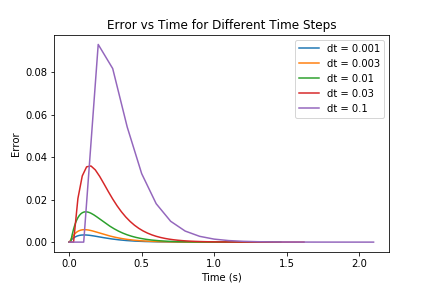 Error vs Time for Different Time Steps
dt = 0.001
dt = 0.003
dt = 0.01
dt = 0.03
dt = 0.1
Error
0.08
0.06
0.04
0.02
0.00
0.0 0.5 1.0 1.5 2.0
Time (s)